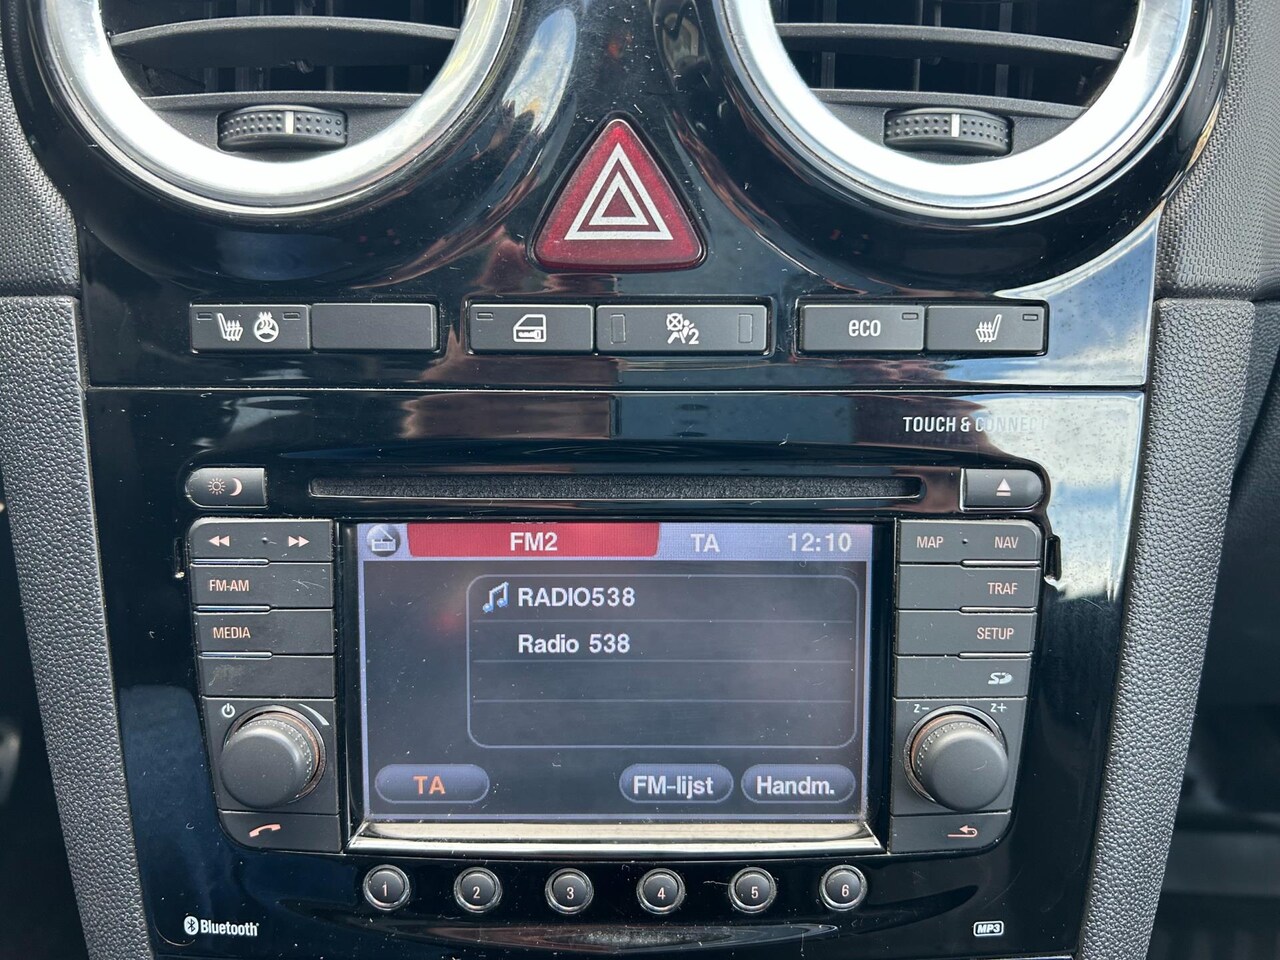 2
eco
TOUCH & CONNECT
FM2 TA 12:10
MAP · NAV
FM-AM
RADIO538
TRAF
MEDIA
Radio 538
SETUP
SD
z- z+
TA FM-lijst Handm.
1 2 3 4 5 6
Bluetooth
MP3